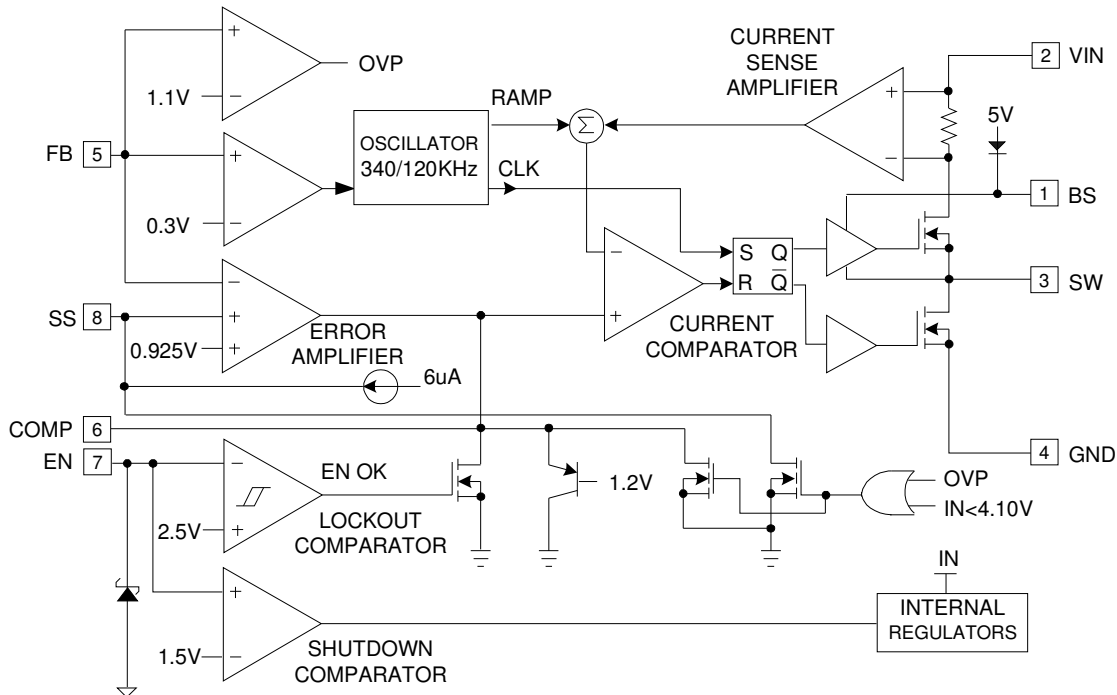 OVP
1.1V
CURRENT
SENSE
AMPLIFIER
2 VIN
5V
RAMP
Σ
+
−
FB 5
OSCILLATOR
340/120KHz
CLK
+
−
0.3V
+
−
1 BS
S Q
R Q̅
−
+
3 SW
SS 8
−
+
+
0.925V
ERROR
AMPLIFIER
CURRENT
COMPARATOR
6uA
COMP 6
EN 7
4 GND
−
+
2.5V
EN OK
LOCKOUT
COMPARATOR
1.2V
OVP
IN<4.10V
+
−
1.5V
SHUTDOWN
COMPARATOR
IN
INTERNAL
REGULATORS